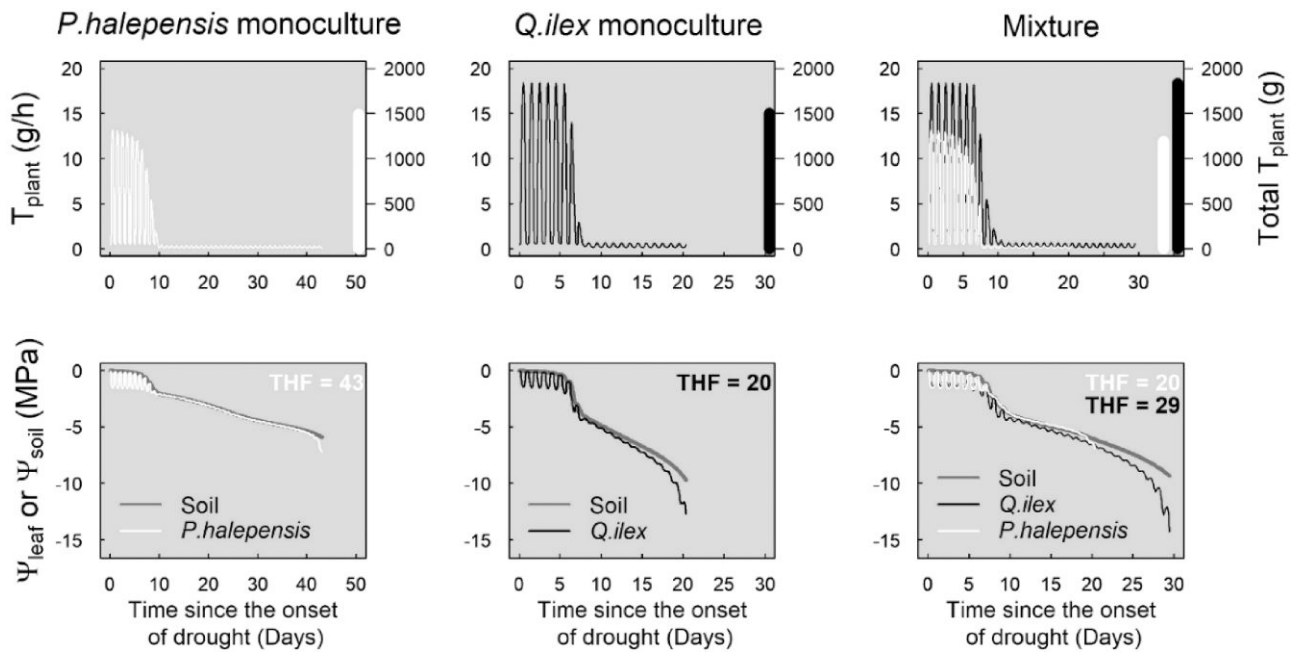 P.halepensis monoculture
Q.ilex monoculture
Mixture
T plant (g/h)
20
15
10
5
0
2000
1500
1000
500
0
0 10 20 30 40 50
20
15
10
5
0
2000
1500
1000
500
0
0 5 10 15 20 25 30
20
15
10
5
0
2000
1500
1000
500
0
0 5 10 15 20 25 30
Total T plant (g)
Ψleaf or Ψsoil (MPa)
0
-5
-10
-15
THF = 43
Soil
P.halepensis
0 10 20 30 40 50
Time since the onset
of drought (Days)
0
-5
-10
-15
THF = 20
Soil
Q.ilex
0 5 10 15 20 25 30
Time since the onset
of drought (Days)
0
-5
-10
-15
THF = 20
THF = 29
Soil
Q.ilex
P.halepensis
0 5 10 15 20 25 30
Time since the onset
of drought (Days)